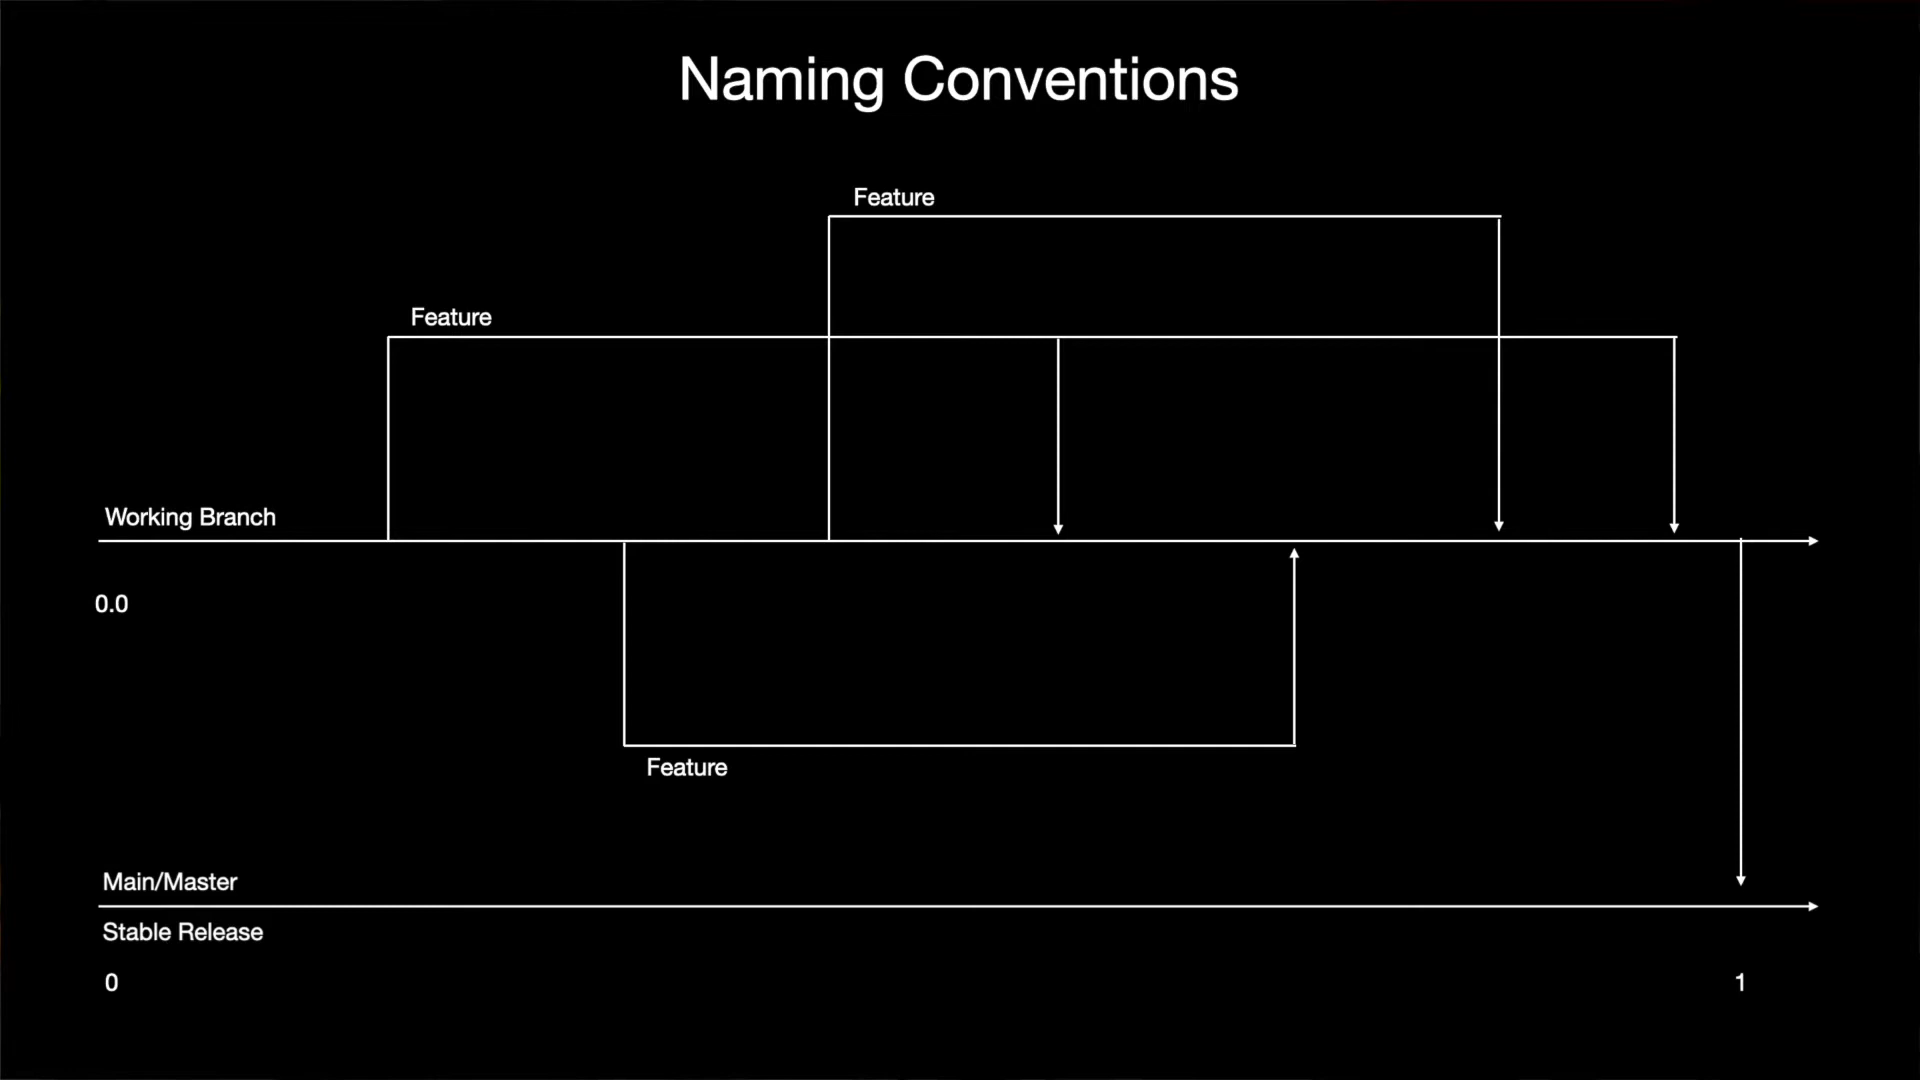 Naming Conventions
Feature
Feature
Working Branch
0.0
Feature
Main/Master
Stable Release
0
1